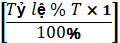 [Tỷ lệ % T × 1
100%]